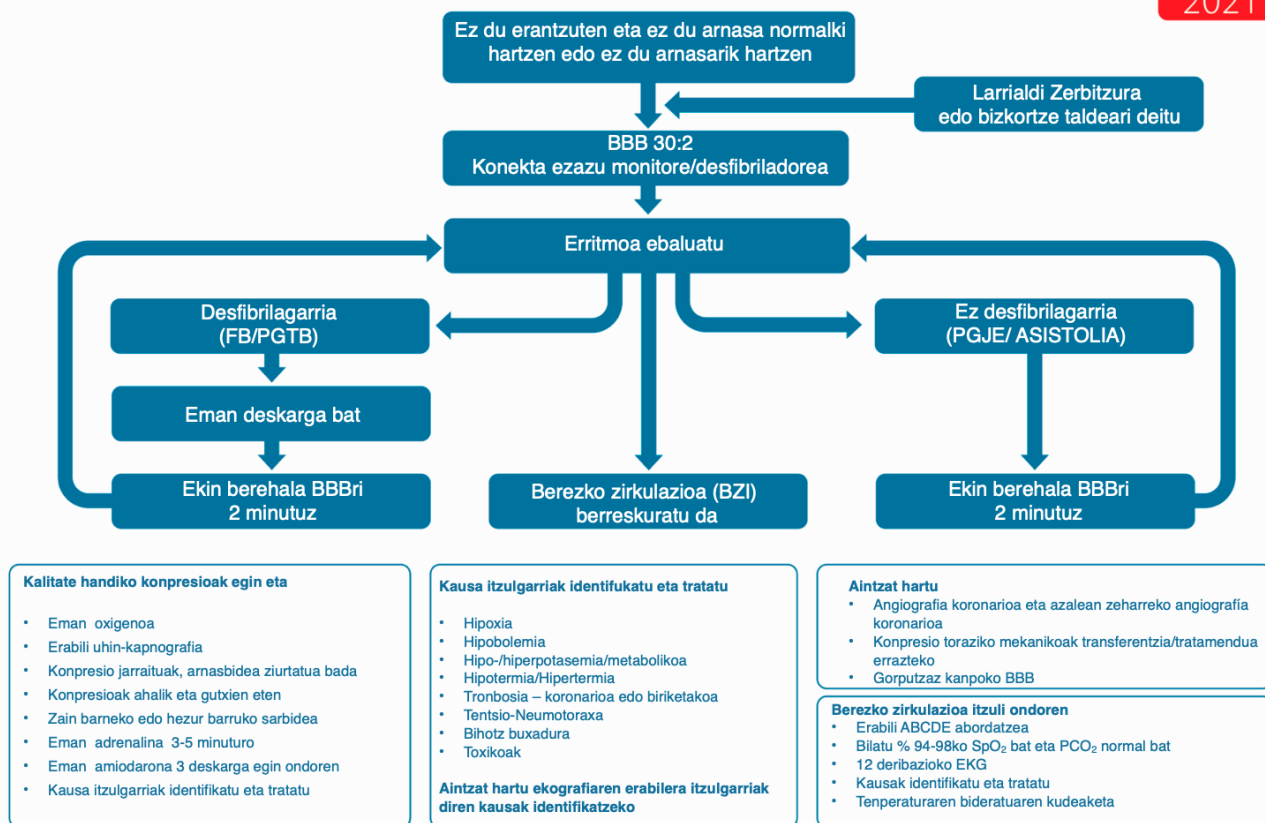 2021
Ez du erantzuten eta ez du arnasa normalki
hartzen edo ez du arnasarik hartzen
Larrialdi Zerbitzura
edo bizkortze taldeari deitu
BBB 30:2
Konekta ezazu monitore/desfibriladorea
Erritmoa ebaluatu
Desfibrilagarria
(FB/PGTB)
Ez desfibrilagarria
(PGJE/ ASISTOLIA)
Eman deskarga bat
Ekin berehala BBBri
2 minutuz
Berezko zirkulazioa (BZI)
berreskuratu da
Ekin berehala BBBri
2 minutuz
Kalitate handiko konpresioak egin eta
• Eman oxigenoa
• Erabili uhin-kapnografia
• Konpresio jarraituak, arnasbidea ziurtatua bada
• Konpresioak ahalik eta gutxien eten
• Zain barneko edo hezur barruko sarbidea
• Eman adrenalina 3-5 minuturo
• Eman amiodarona 3 deskarga egin ondoren
• Kausa itzulgarriak identifikatu eta tratatu
Kausa itzulgarriak identifukatu eta tratatu
• Hipoxia
• Hipobolemia
• Hipo-/hiperpotasemia/metabolikoa
• Hipotermia/Hipertermia
• Tronbosia – koronarioa edo biriketakoa
• Tentsio-Neumotoraxa
• Bihotz buxadura
• Toxikoak
Aintzat hartu ekografiaren erabilera itzulgarriak
diren kausak identifikatzeko
Aintzat hartu
• Angiografia koronarioa eta azalean zeharreko angiografía
koronarioa
• Konpresio toraziko mekanikoak transferentzia/tratamendua
errazteko
• Gorputzaz kanpoko BBB
Berezko zirkulazioa itzuli ondoren
• Erabili ABCDE abordatzea
• Bilatu % 94-98ko SpO₂ bat eta PCO₂ normal bat
• 12 deribazioko EKG
• Kausak identifikatu eta tratatu
• Tenperaturaren bideratuaren kudeaketa